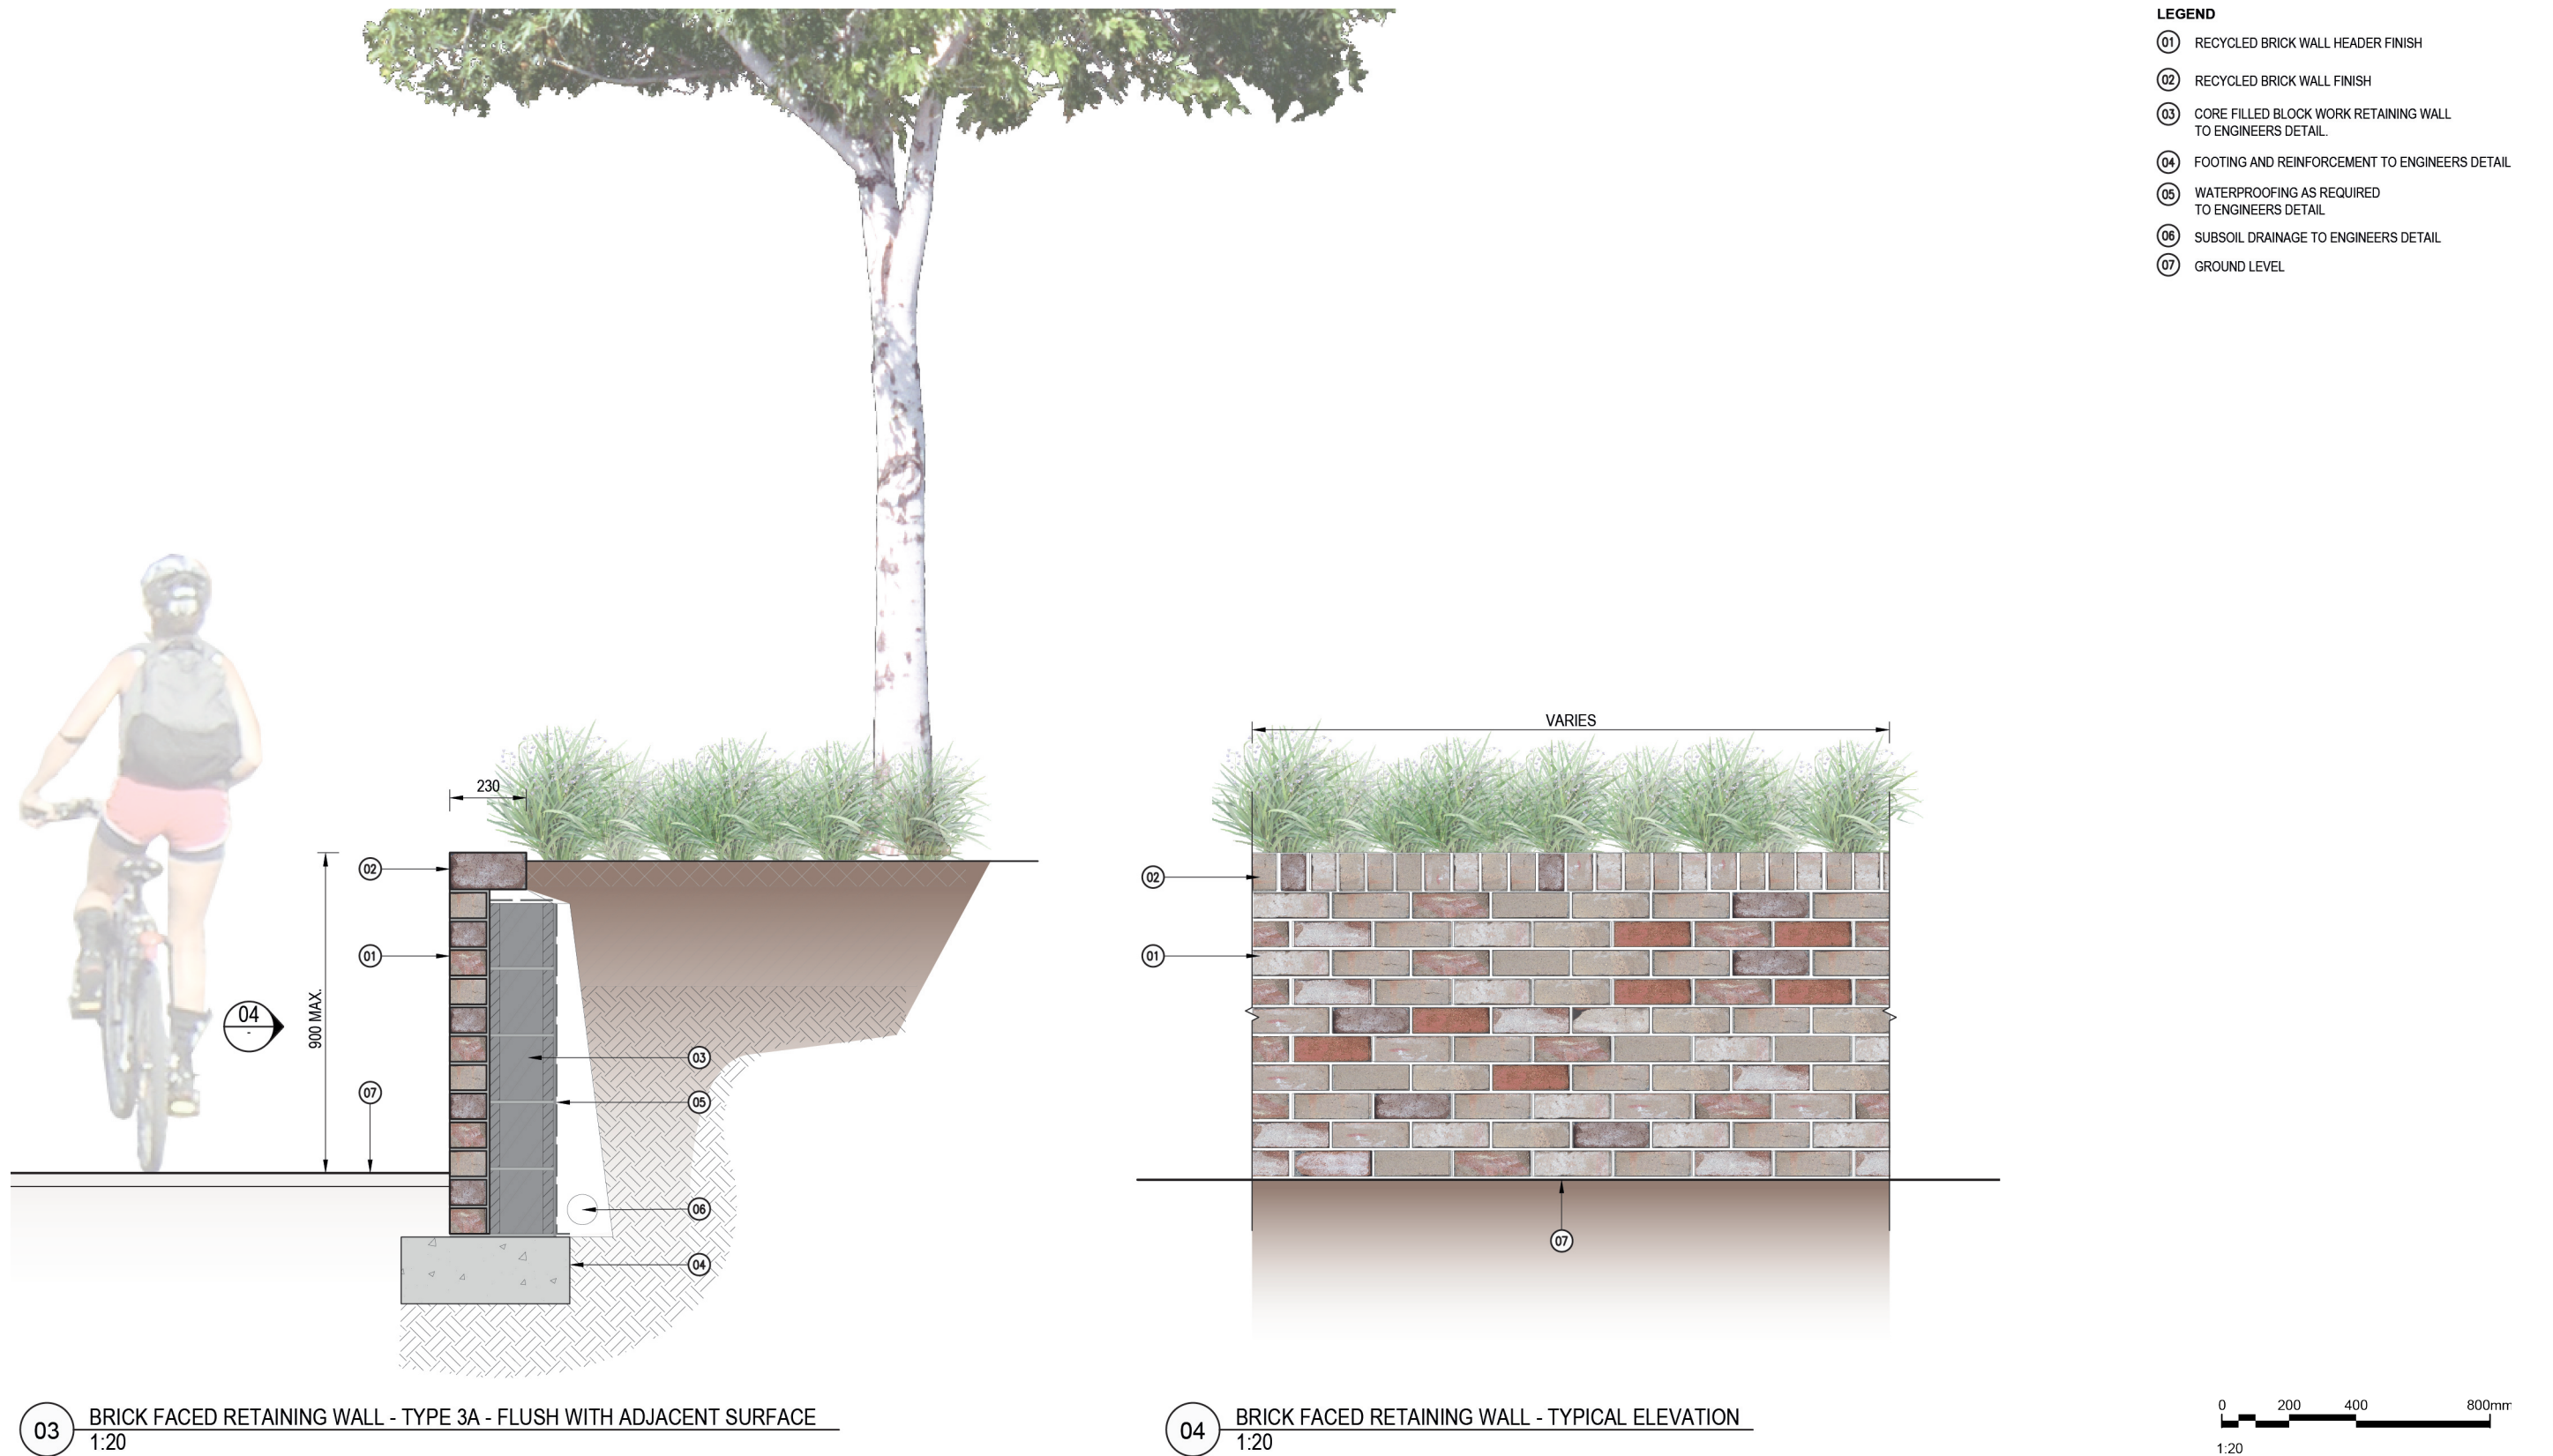 LEGEND
01 RECYCLED BRICK WALL HEADER FINISH
02 RECYCLED BRICK WALL FINISH
03 CORE FILLED BLOCK WORK RETAINING WALL
TO ENGINEERS DETAIL.
04 FOOTING AND REINFORCEMENT TO ENGINEERS DETAIL
05 WATERPROOFING AS REQUIRED
TO ENGINEERS DETAIL
06 SUBSOIL DRAINAGE TO ENGINEERS DETAIL
07 GROUND LEVEL
230
02
01
04
-
900 MAX.
07
03
05
06
04
VARIES
02
01
07
03 BRICK FACED RETAINING WALL - TYPE 3A - FLUSH WITH ADJACENT SURFACE
1:20
04 BRICK FACED RETAINING WALL - TYPICAL ELEVATION
1:20
0 200 400 800mm
1:20